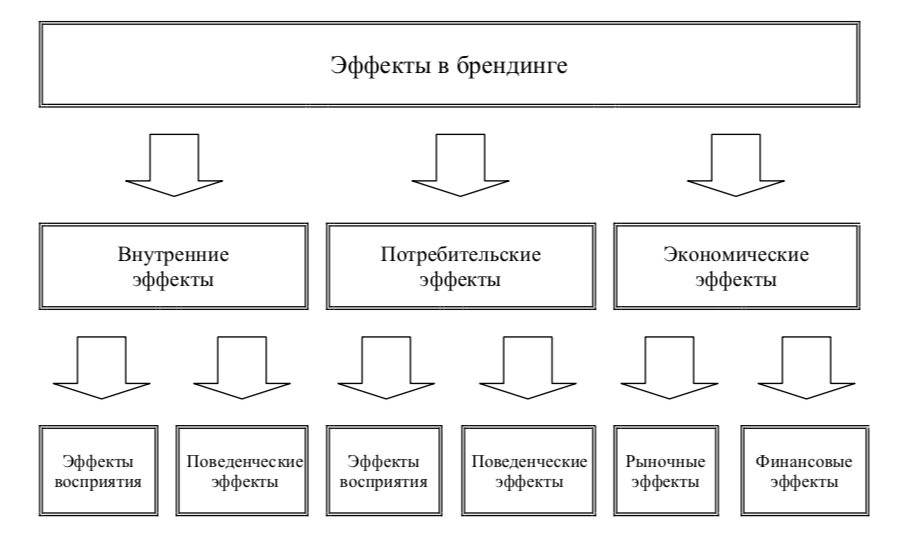 Эффекты в брендинге
Внутренние
эффекты
Потребительские
эффекты
Экономические
эффекты
Эффекты
восприятия
Поведенческие
эффекты
Эффекты
восприятия
Поведенческие
эффекты
Рыночные
эффекты
Финансовые
эффекты